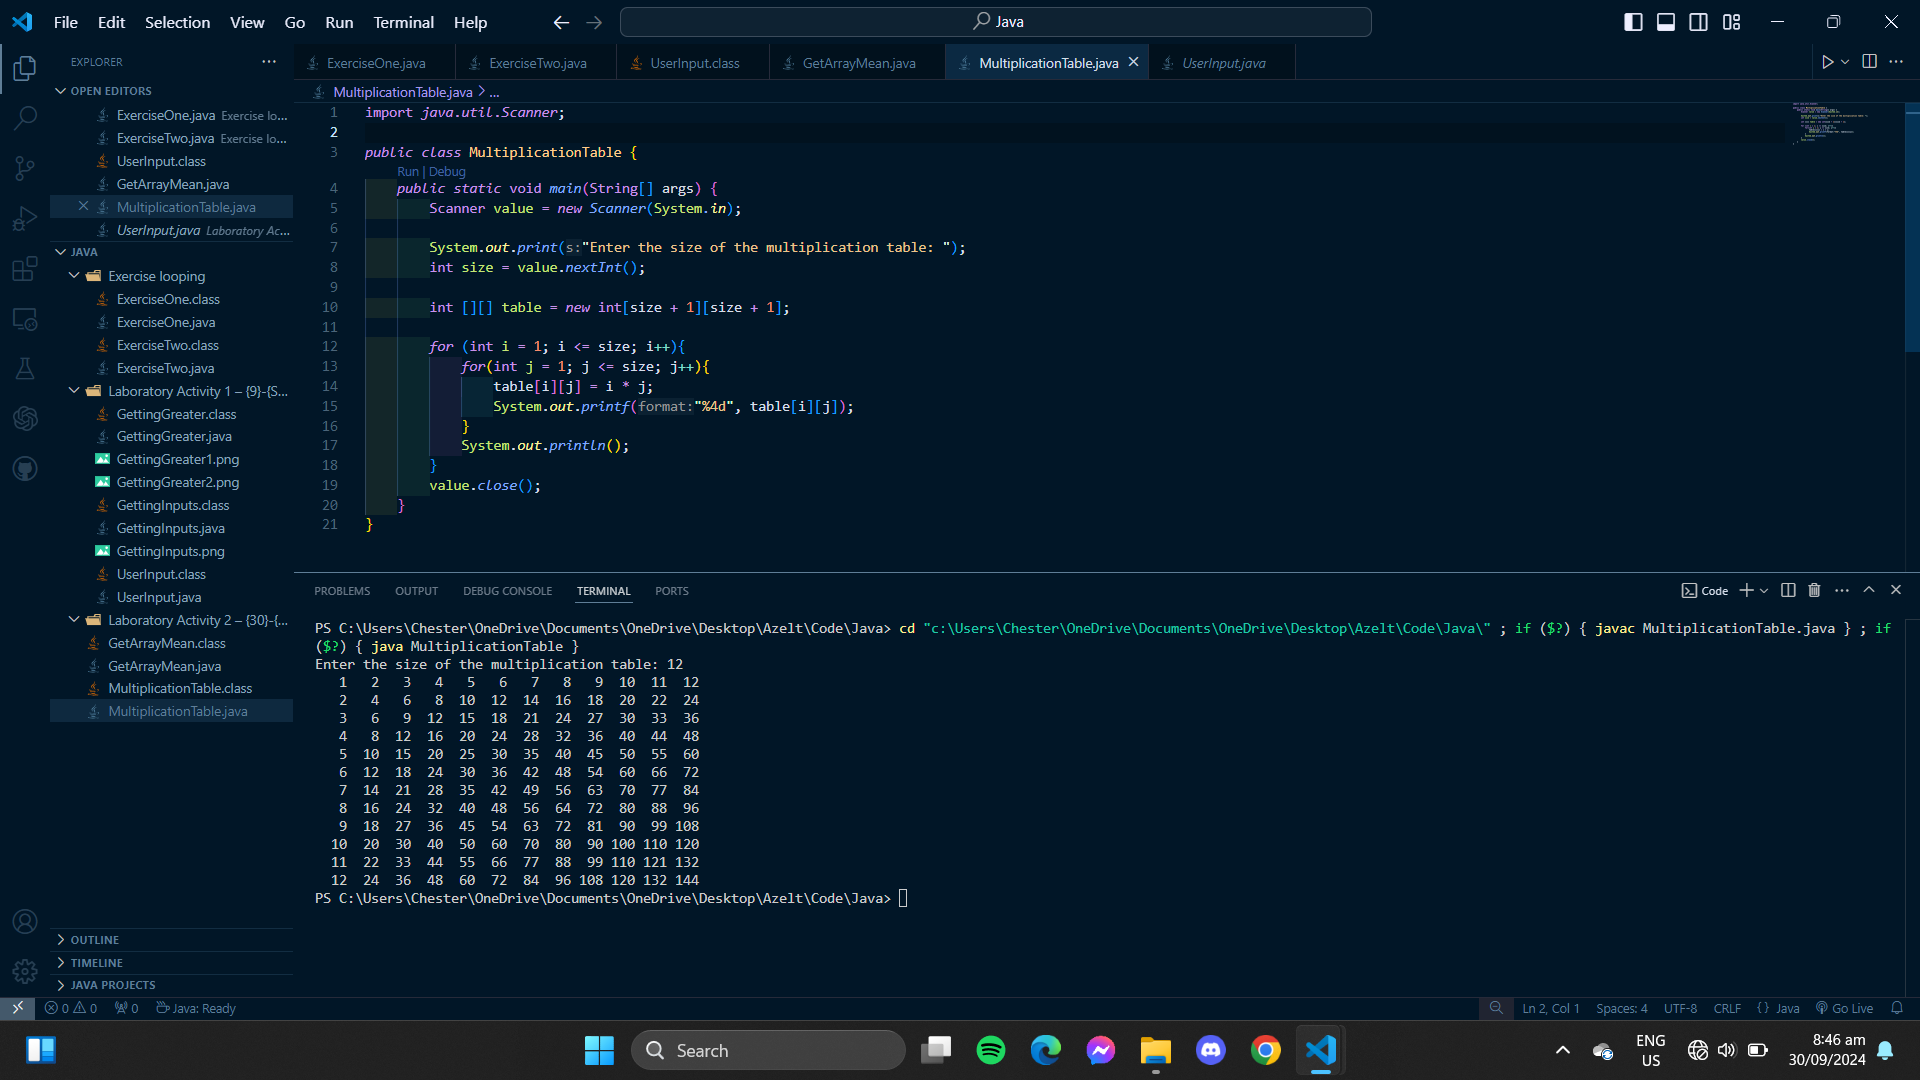 File Edit Selection View Go Run Terminal Help
Java
EXPLORER
OPEN EDITORS
ExerciseOne.java Exercise lo...
ExerciseTwo.java Exercise lo...
UserInput.class
GetArrayMean.java
MultiplicationTable.java
UserInput.java Laboratory Ac...
JAVA
Exercise looping
ExerciseOne.class
ExerciseOne.java
ExerciseTwo.class
ExerciseTwo.java
Laboratory Activity 1 – {9}-{S...
GettingGreater.class
GettingGreater.java
GettingGreater1.png
GettingGreater2.png
GettingInputs.class
GettingInputs.java
GettingInputs.png
UserInput.class
UserInput.java
Laboratory Activity 2 – {30}-{...
GetArrayMean.class
GetArrayMean.java
MultiplicationTable.class
MultiplicationTable.java
OUTLINE
TIMELINE
JAVA PROJECTS
ExerciseOne.java ExerciseTwo.java UserInput.class GetArrayMean.java MultiplicationTable.java UserInput.java
MultiplicationTable.java > ...
1 import java.util.Scanner;
2
3 public class MultiplicationTable {
Run | Debug
4 public static void main(String[] args) {
5 Scanner value = new Scanner(System.in);
6
7 System.out.print(s:"Enter the size of the multiplication table: ");
8 int size = value.nextInt();
9
10 int [][] table = new int[size + 1][size + 1];
11
12 for (int i = 1; i <= size; i++){
13 for(int j = 1; j <= size; j++){
14 table[i][j] = i * j;
15 System.out.printf(format:"%4d", table[i][j]);
16 }
17 System.out.println();
18 }
19 value.close();
20 }
21 }
PROBLEMS OUTPUT DEBUG CONSOLE TERMINAL PORTS
Code
PS C:\Users\Chester\OneDrive\Documents\OneDrive\Desktop\Azelt\Code\Java> cd "c:\Users\Chester\OneDrive\Documents\OneDrive\Desktop\Azelt\Code\Java\" ; if ($?) { javac MultiplicationTable.java } ; if
($?) { java MultiplicationTable }
Enter the size of the multiplication table: 12
1 2 3 4 5 6 7 8 9 10 11 12
2 4 6 8 10 12 14 16 18 20 22 24
3 6 9 12 15 18 21 24 27 30 33 36
4 8 12 16 20 24 28 32 36 40 44 48
5 10 15 20 25 30 35 40 45 50 55 60
6 12 18 24 30 36 42 48 54 60 66 72
7 14 21 28 35 42 49 56 63 70 77 84
8 16 24 32 40 48 56 64 72 80 88 96
9 18 27 36 45 54 63 72 81 90 99 108
10 20 30 40 50 60 70 80 90 100 110 120
11 22 33 44 55 66 77 88 99 110 121 132
12 24 36 48 60 72 84 96 108 120 132 144
PS C:\Users\Chester\OneDrive\Documents\OneDrive\Desktop\Azelt\Code\Java>
0 0 0 Java: Ready
Ln 2, Col 1 Spaces: 4 UTF-8 CRLF {} Java Go Live
Search
ENG
US
8:46 am
30/09/2024